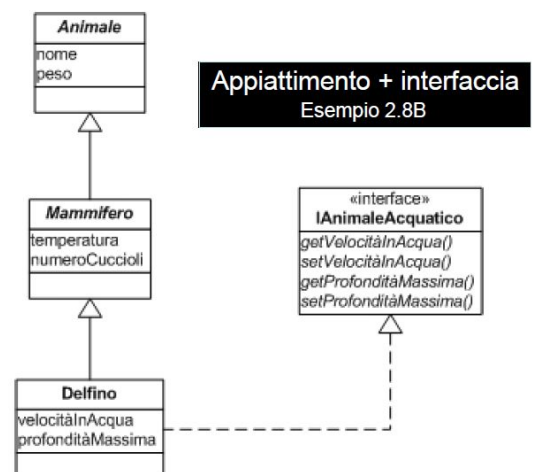 Animale
nome
peso
Appiattimento + interfaccia
Esempio 2.8B
Mammifero
temperatura
numeroCuccioli
«interface»
IAnimaleAcquatico
getVelocitàInAcqua()
setVelocitàInAcqua()
getProfonditàMassima()
setProfonditàMassima()
Delfino
velocitàInAcqua
profonditàMassima